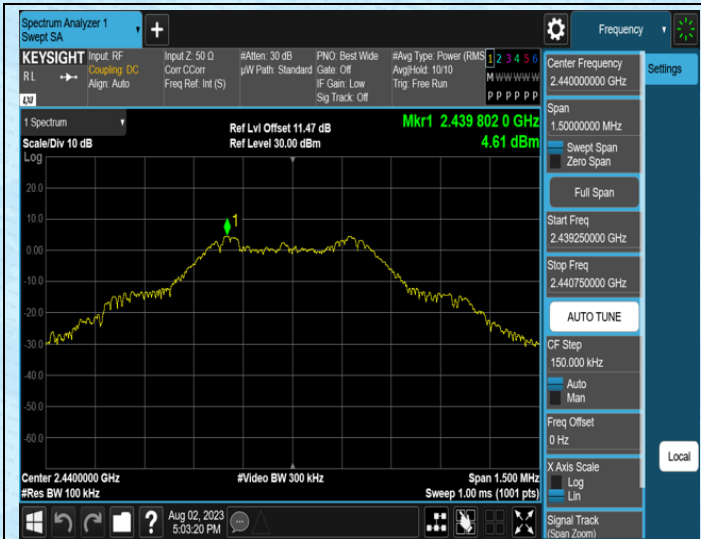 Spectrum Analyzer 1
Swept SA
+
Frequency
KEYSIGHT
RL
LXI
Input: RF
Coupling: DC
Align: Auto
Input Z: 50 Ω
Corr CCorr
Freq Ref: Int (S)
#Atten: 30 dB
µW Path: Standard
PNO: Best Wide
Gate: Off
IF Gain: Low
Sig Track: Off
#Avg Type: Power (RMS
Avg|Hold: 10/10
Trig: Free Run
1 2 3 4 5 6
M W W W W W
P P P P P P
1 Spectrum
Scale/Div 10 dB
Log
Ref Lvl Offset 11.47 dB
Ref Level 30.00 dBm
Mkr1 2.439 802 0 GHz
4.61 dBm
20.0
10.0
0.00
-10.0
-20.0
-30.0
-40.0
-50.0
-60.0
1
Center 2.4400000 GHz
#Res BW 100 kHz
#Video BW 300 kHz
Span 1.500 MHz
Sweep 1.00 ms (1001 pts)
Aug 02, 2023
5:03:20 PM
?
Center Frequency
2.440000000 GHz
Span
1.50000000 MHz
Swept Span
Zero Span
Full Span
Start Freq
2.439250000 GHz
Stop Freq
2.440750000 GHz
AUTO TUNE
CF Step
150.000 kHz
Auto
Man
Freq Offset
0 Hz
X Axis Scale
Log
Lin
Signal Track
(Span Zoom)
Settings
Local